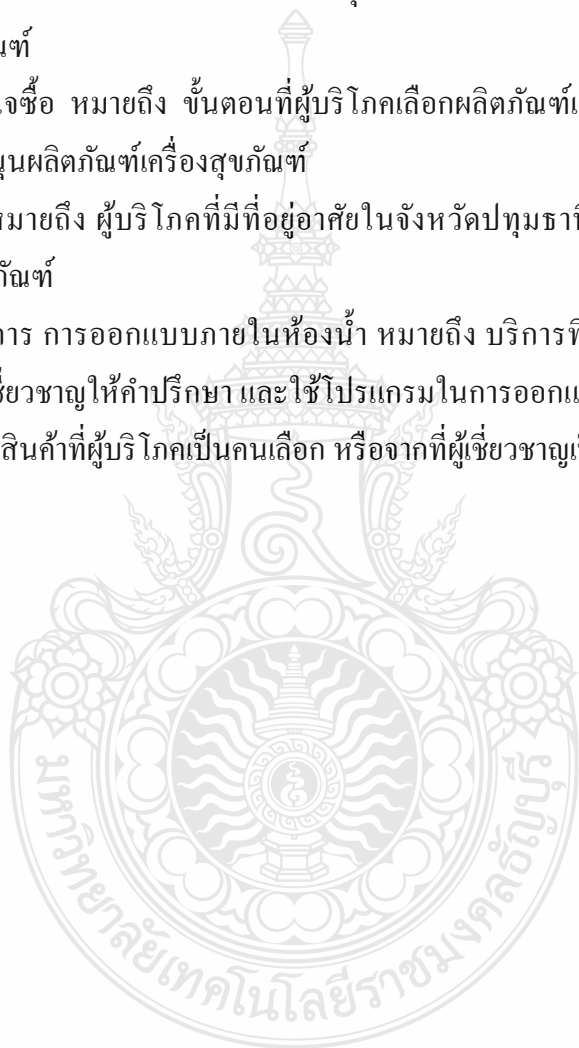 ณฑ์
จซื้อ หมายถึง ขั้นตอนที่ผู้บริโภคเลือกผลิตภัณฑ์เ
นุนผลิตภัณฑ์เครื่องสุขภัณฑ์
หมายถึง ผู้บริโภคที่มีที่อยู่อาศัยในจังหวัดปทุมธานี
ภัณฑ์
การ การออกแบบภายในห้องน้ำ หมายถึง บริการที่
ชี่ยวชาญให้คำปรึกษา และใช้โปรแกรมในการออกแ
สินค้าที่ผู้บริโภคเป็นคนเลือก หรือจากที่ผู้เชี่ยวชาญเ
มหาวิทยาลัยเทคโนโลยีราชมงคลธัญบุรี